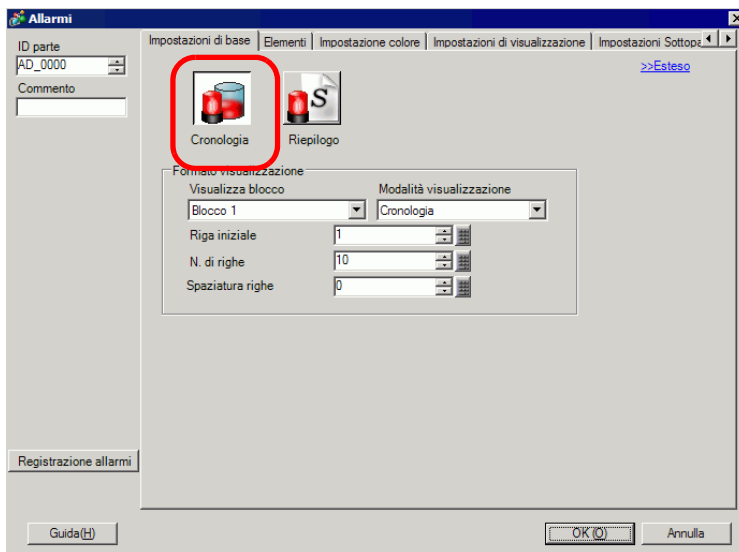 Allarmi
ID parte
AD_0000
Commento
Impostazioni di base
Elementi
Impostazione colore
Impostazioni di visualizzazione
Impostazioni Sottopa
>>Esteso
Cronologia
Riepilogo
Formato visualizzazione
Visualizza blocco
Modalità visualizzazione
Blocco 1
Cronologia
Riga iniziale
1
N. di righe
10
Spaziatura righe
0
Registrazione allarmi
Guida(H)
OK (O)
Annulla